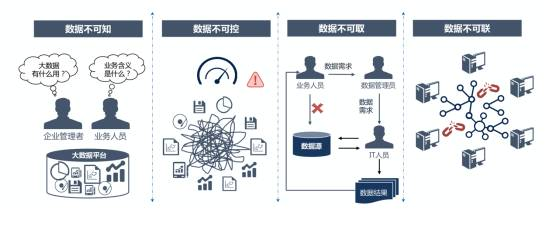 数据不可知
数据不可控
数据不可取
数据不可联
大数据
有什么用?
业务含义
是什么?
企业管理者
业务人员
大数据平台
数据需求
业务人员
数据管理员
数据
需求
数据源
IT人员
数据结果